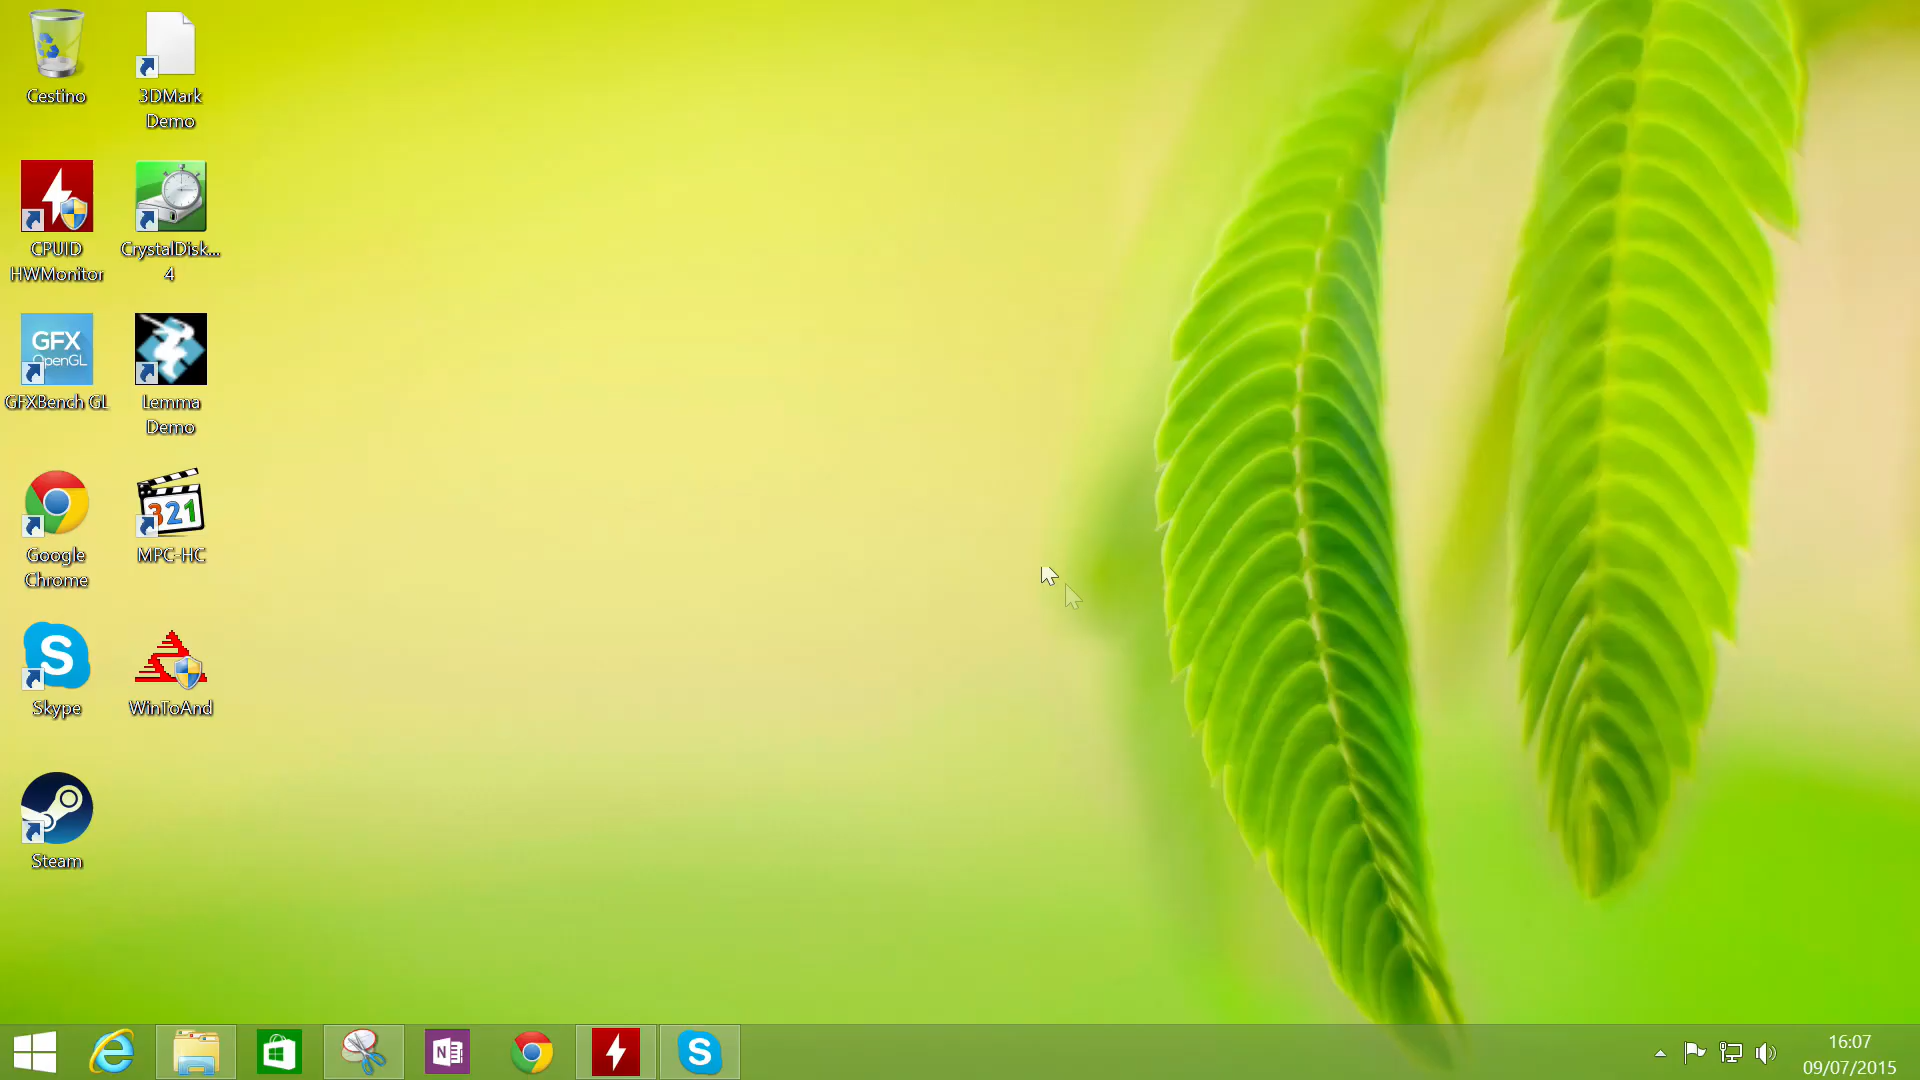 Cestino
3DMark
Demo
CPUID
HWMonitor
CrystalDisk...
4
GFX
OpenGL
GFXBench GL
Lemma
Demo
Google
Chrome
321
MPC-HC
S
Skype
WinToAnd
Steam
N
S
16:07
09/07/2015